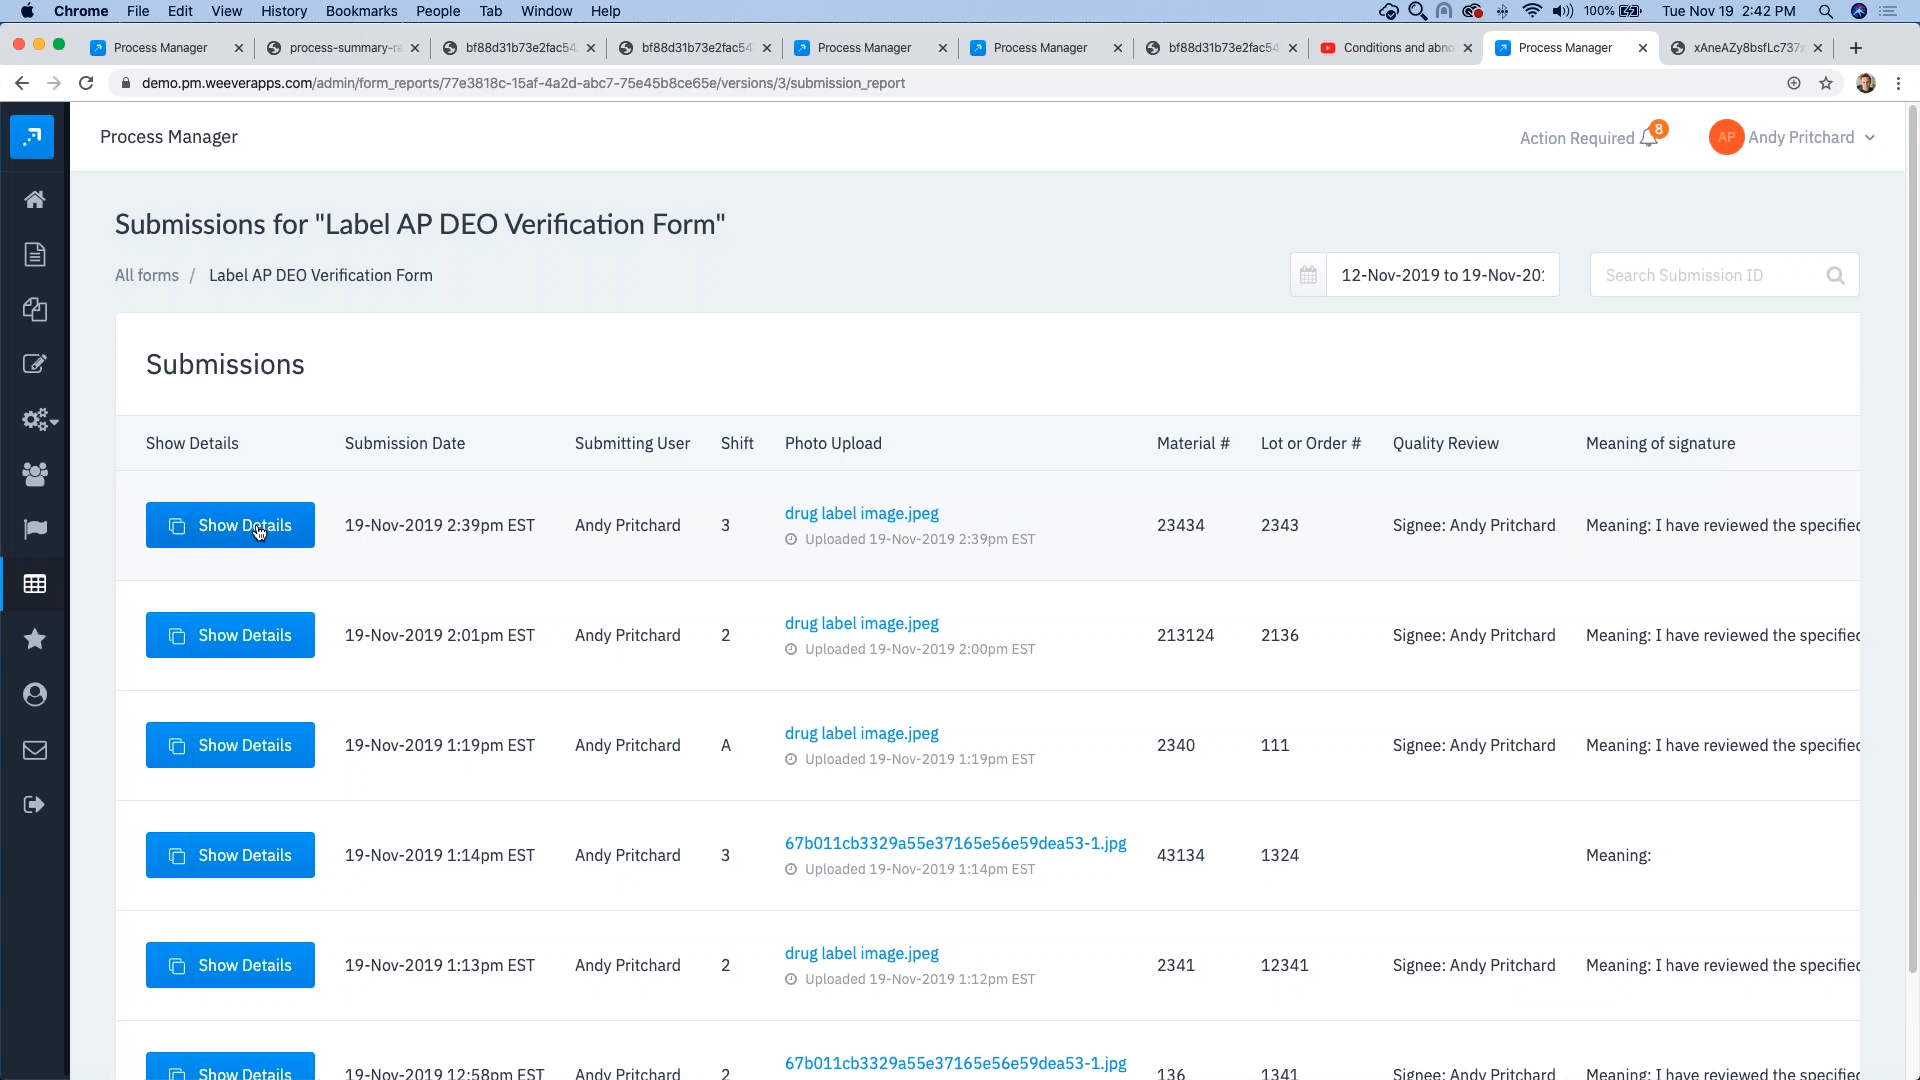 Chrome File Edit View History Bookmarks People Tab Window Help 100% Tue Nov 19 2:42 PM
Process Manager process-summary-r bf88d31b73e2fac54 bf88d31b73e2fac54 Process Manager Process Manager bf88d31b73e2fac54 Conditions and abno Process Manager xAneAZy8bsfLc737
demo.pm.weeverapps.com/admin/form_reports/77e3818c-15af-4a2d-abc7-75e45b8ce65e/versions/3/submission_report
Process Manager Action Required 8 AP Andy Pritchard
Submissions for "Label AP DEO Verification Form"
All forms / Label AP DEO Verification Form 12-Nov-2019 to 19-Nov-201 Search Submission ID
Submissions
Show Details Submission Date Submitting User Shift Photo Upload Material # Lot or Order # Quality Review Meaning of signature
Show Details 19-Nov-2019 2:39pm EST Andy Pritchard 3 drug label image.jpeg 23434 2343 Signee: Andy Pritchard Meaning: I have reviewed the specified
Uploaded 19-Nov-2019 2:39pm EST
Show Details 19-Nov-2019 2:01pm EST Andy Pritchard 2 drug label image.jpeg 213124 2136 Signee: Andy Pritchard Meaning: I have reviewed the specified
Uploaded 19-Nov-2019 2:00pm EST
Show Details 19-Nov-2019 1:19pm EST Andy Pritchard A drug label image.jpeg 2340 111 Signee: Andy Pritchard Meaning: I have reviewed the specified
Uploaded 19-Nov-2019 1:19pm EST
Show Details 19-Nov-2019 1:14pm EST Andy Pritchard 3 67b011cb3329a55e37165e56e59dea53-1.jpg 43134 1324 Meaning:
Uploaded 19-Nov-2019 1:14pm EST
Show Details 19-Nov-2019 1:13pm EST Andy Pritchard 2 drug label image.jpeg 2341 12341 Signee: Andy Pritchard Meaning: I have reviewed the specified
Uploaded 19-Nov-2019 1:12pm EST
Show Details 19-Nov-2019 12:58pm EST Andy Pritchard 2 67b011cb3329a55e37165e56e59dea53-1.jpg 136 1341 Signee: Andy Pritchard Meaning: I have reviewed the specified